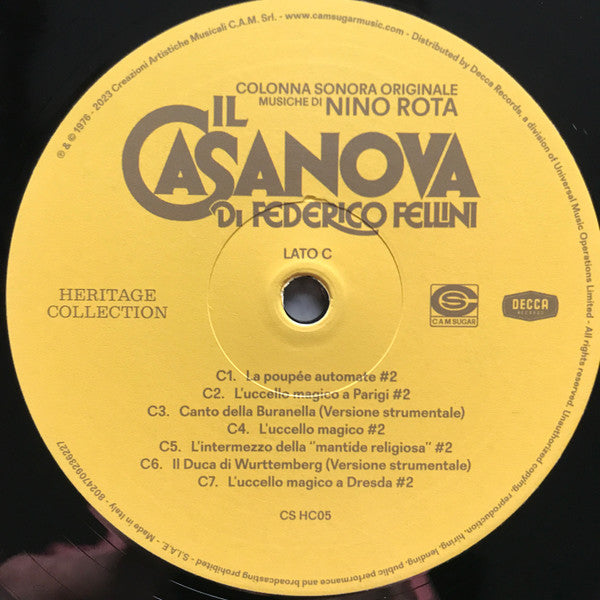 COLONNA SONORA ORIGINALE
MUSICHE DI NINO ROTA
IL
CASANOVA
DI FEDERICO FELLINI
LATO C
HERITAGE
COLLECTION
CS
CAM SUGAR
DECCA
RECORDS
C1. La poupée automate #2
C2. L'uccello magico a Parigi #2
C3. Canto della Buranella (Versione strumentale)
C4. L'uccello magico #2
C5. L'intermezzo della "mantide religiosa" #2
C6. Il Duca di Wurttemberg (Versione strumentale)
C7. L'uccello magico a Dresda #2
CS HC05
℗ & © 1976 - 2023 Creazioni Artistiche Musicali C.A.M. Srl. - www.camsugarmusic.com - Distributed by Decca Records, a division of Universal Music Operations Limited - All rights reserved. Unauthorized copying, reproduction, hiring, lending, public performance and broadcasting prohibited - S.I.A.E. - Made in Italy - 8024709236227